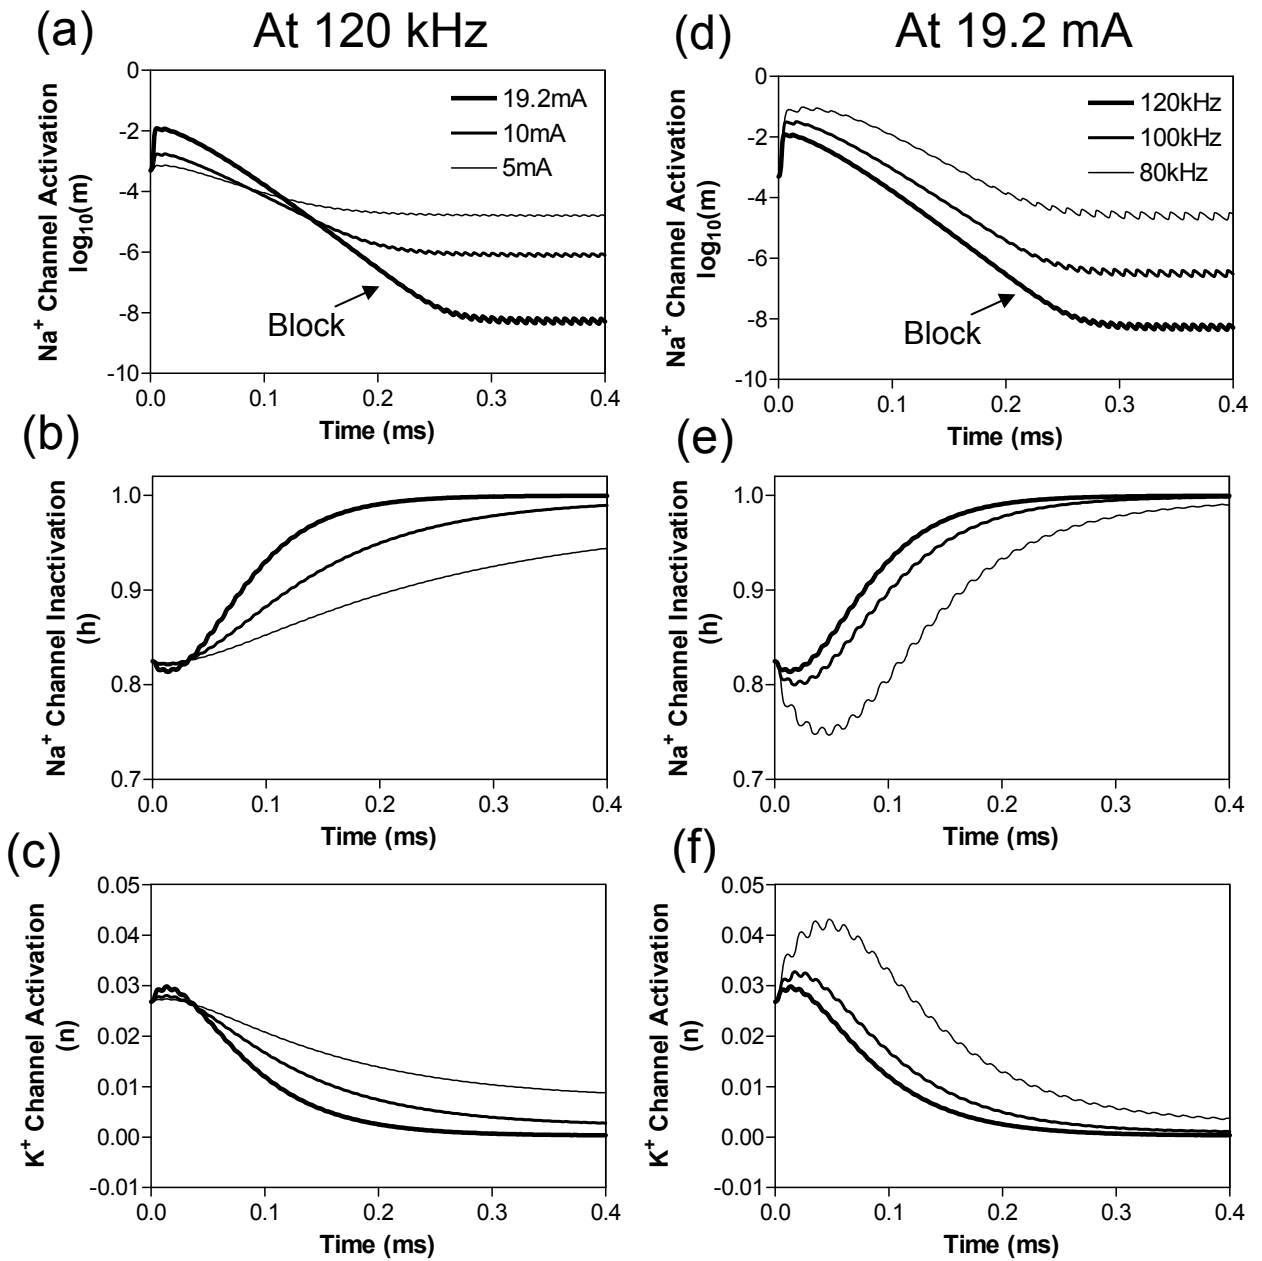 (a) At 120 kHz
Na+ Channel Activation
log10(m)
0
-2
-4
-6
-8
-10
19.2mA
10mA
5mA
Block
0.0 0.1 0.2 0.3 0.4
Time (ms)
(d) At 19.2 mA
Na+ Channel Activation
log10(m)
0
-2
-4
-6
-8
-10
120kHz
100kHz
80kHz
Block
0.0 0.1 0.2 0.3 0.4
Time (ms)
(b)
Na+ Channel Inactivation
(h)
1.0
0.9
0.8
0.7
0.0 0.1 0.2 0.3 0.4
Time (ms)
(e)
Na+ Channel Inactivation
(h)
1.0
0.9
0.8
0.7
0.0 0.1 0.2 0.3 0.4
Time (ms)
(c)
K+ Channel Activation
(n)
0.05
0.04
0.03
0.02
0.01
0.00
-0.01
0.0 0.1 0.2 0.3 0.4
Time (ms)
(f)
K+ Channel Activation
(n)
0.05
0.04
0.03
0.02
0.01
0.00
-0.01
0.0 0.1 0.2 0.3 0.4
Time (ms)